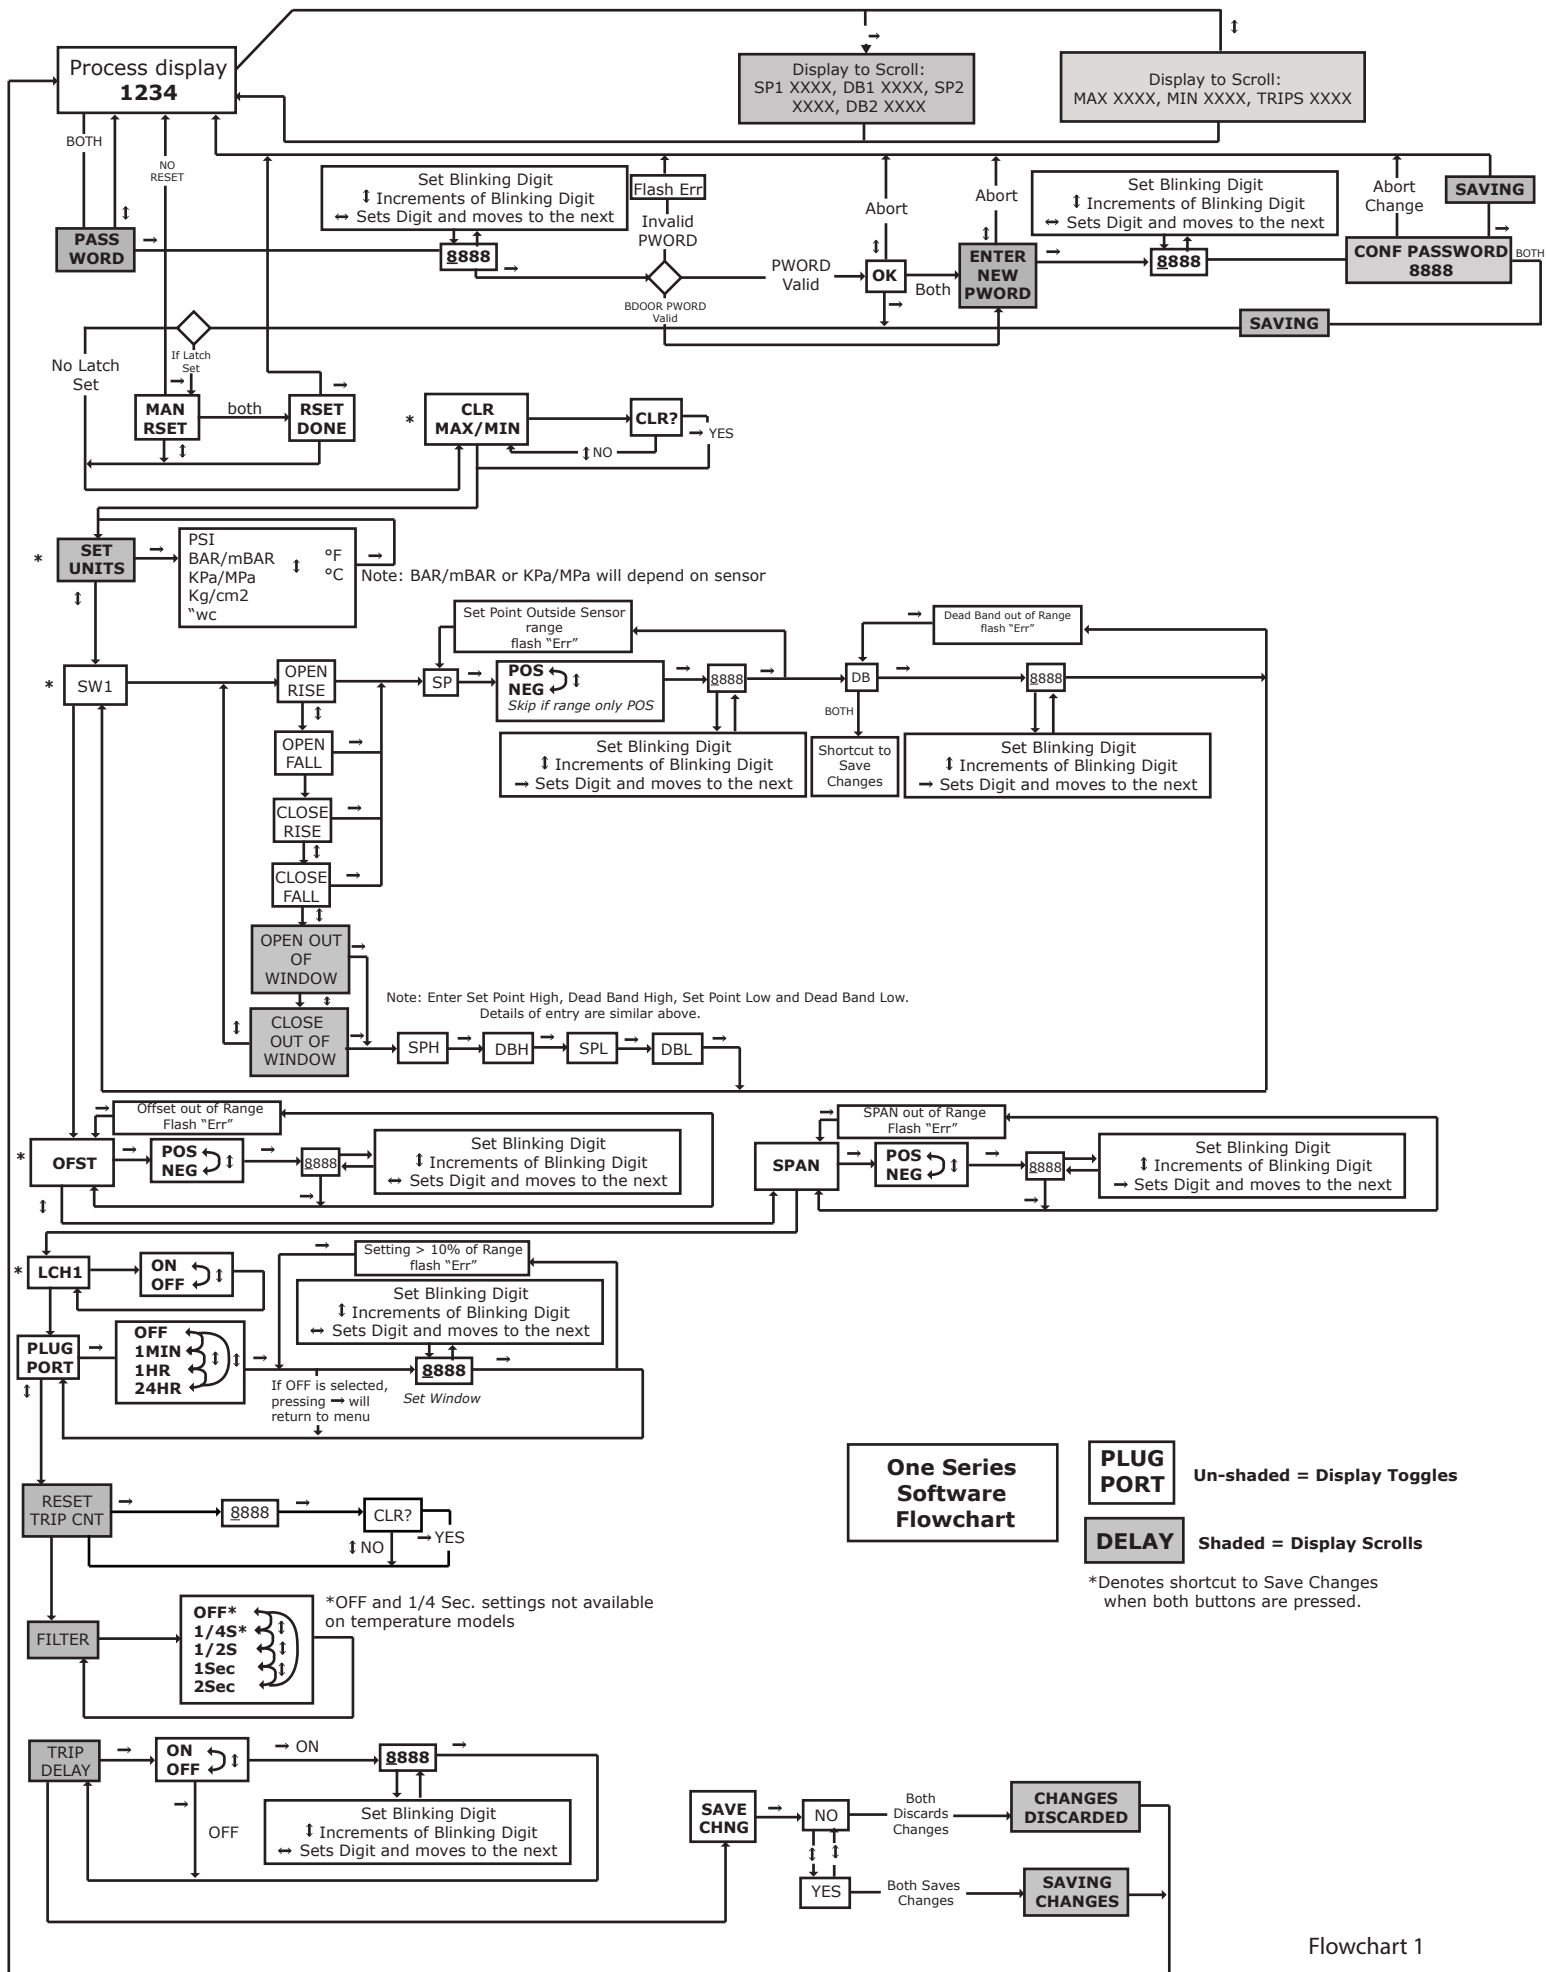 Process display
1234
→
↕
Display to Scroll:
SP1 XXXX, DB1 XXXX, SP2
XXXX, DB2 XXXX
Display to Scroll:
MAX XXXX, MIN XXXX, TRIPS XXXX
BOTH
NO
RESET
↕
PASS
WORD
→
Set Blinking Digit
↕ Increments of Blinking Digit
↔ Sets Digit and moves to the next
8888
→
Flash Err
Invalid
PWORD
BDOOR PWORD
Valid
PWORD
Valid
→
Abort
↕
OK
→
Both
Abort
↕
ENTER
NEW
PWORD
→
Set Blinking Digit
↕ Increments of Blinking Digit
↔ Sets Digit and moves to the next
8888
Abort
Change
SAVING
→
CONF PASSWORD
8888
BOTH
SAVING
No Latch
Set
If Latch
Set
→
MAN
RSET
↕
both
RSET
DONE
→
*
CLR
MAX/MIN
CLR?
→ YES
↕ NO
*
SET
UNITS
→
↕
PSI
BAR/mBAR
KPa/MPa
Kg/cm2
“wc
↕
°F
°C
→
Note: BAR/mBAR or KPa/MPa will depend on sensor
*
SW1
OPEN
RISE
↕
OPEN
FALL
→
CLOSE
RISE
→
↕
CLOSE
FALL
→
↕
OPEN OUT
OF
WINDOW
→
↕
↕
CLOSE
OUT OF
WINDOW
→
Set Point Outside Sensor
range
flash “Err”
SP
→
POS
NEG
↕
Skip if range only POS
→
8888
→
Set Blinking Digit
↕ Increments of Blinking Digit
→ Sets Digit and moves to the next
→
Dead Band out of Range
flash “Err”
DB
→
BOTH
Shortcut to
Save
Changes
8888
Set Blinking Digit
↕ Increments of Blinking Digit
→ Sets Digit and moves to the next
Note: Enter Set Point High, Dead Band High, Set Point Low and Dead Band Low.
Details of entry are similar above.
SPH
→
DBH
→
SPL
→
DBL
→
→
Offset out of Range
Flash “Err”
*
OFST
↕
→
POS
NEG
↕
→
8888
→
Set Blinking Digit
↕ Increments of Blinking Digit
↔ Sets Digit and moves to the next
→
SPAN out of Range
Flash “Err”
SPAN
→
POS
NEG
↕
→
8888
→
Set Blinking Digit
↕ Increments of Blinking Digit
→ Sets Digit and moves to the next
*
LCH1
ON
OFF
↕
→
Setting > 10% of Range
flash “Err”
Set Blinking Digit
↕ Increments of Blinking Digit
↔ Sets Digit and moves to the next
PLUG
PORT
↕
→
OFF
1MIN
1HR
24HR
↕
↕
→
If OFF is selected,
pressing → will
return to menu
8888
→
Set Window
RESET
TRIP CNT
→
8888
→
CLR?
→ YES
↕ NO
FILTER
OFF*
1/4S*
1/2S
1Sec
2Sec
↕
↕
↕
*OFF and 1/4 Sec. settings not available
on temperature models
TRIP
DELAY
→
ON
OFF
↕
→ ON
→
OFF
8888
→
Set Blinking Digit
↕ Increments of Blinking Digit
↔ Sets Digit and moves to the next
SAVE
CHNG
→
NO
↕
↕
YES
Both
Discards
Changes
CHANGES
DISCARDED
Both Saves
Changes
SAVING
CHANGES
One Series
Software
Flowchart
PLUG
PORT
Un-shaded = Display Toggles
DELAY
Shaded = Display Scrolls
*Denotes shortcut to Save Changes
when both buttons are pressed.
Flowchart 1